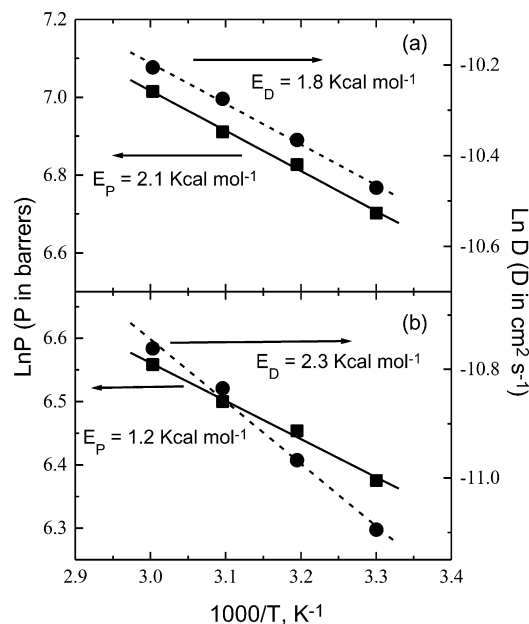 7.2
7.0
6.8
6.6
LnP (P in barrers)
(a)
E_D = 1.8 Kcal mol⁻¹
E_P = 2.1 Kcal mol⁻¹
-10.2
-10.4
-10.6
Ln D (D in cm² s⁻¹)
6.6
6.5
6.4
6.3
(b)
E_D = 2.3 Kcal mol⁻¹
E_P = 1.2 Kcal mol⁻¹
-10.8
-11.0
2.9 3.0 3.1 3.2 3.3 3.4
1000/T, K⁻¹